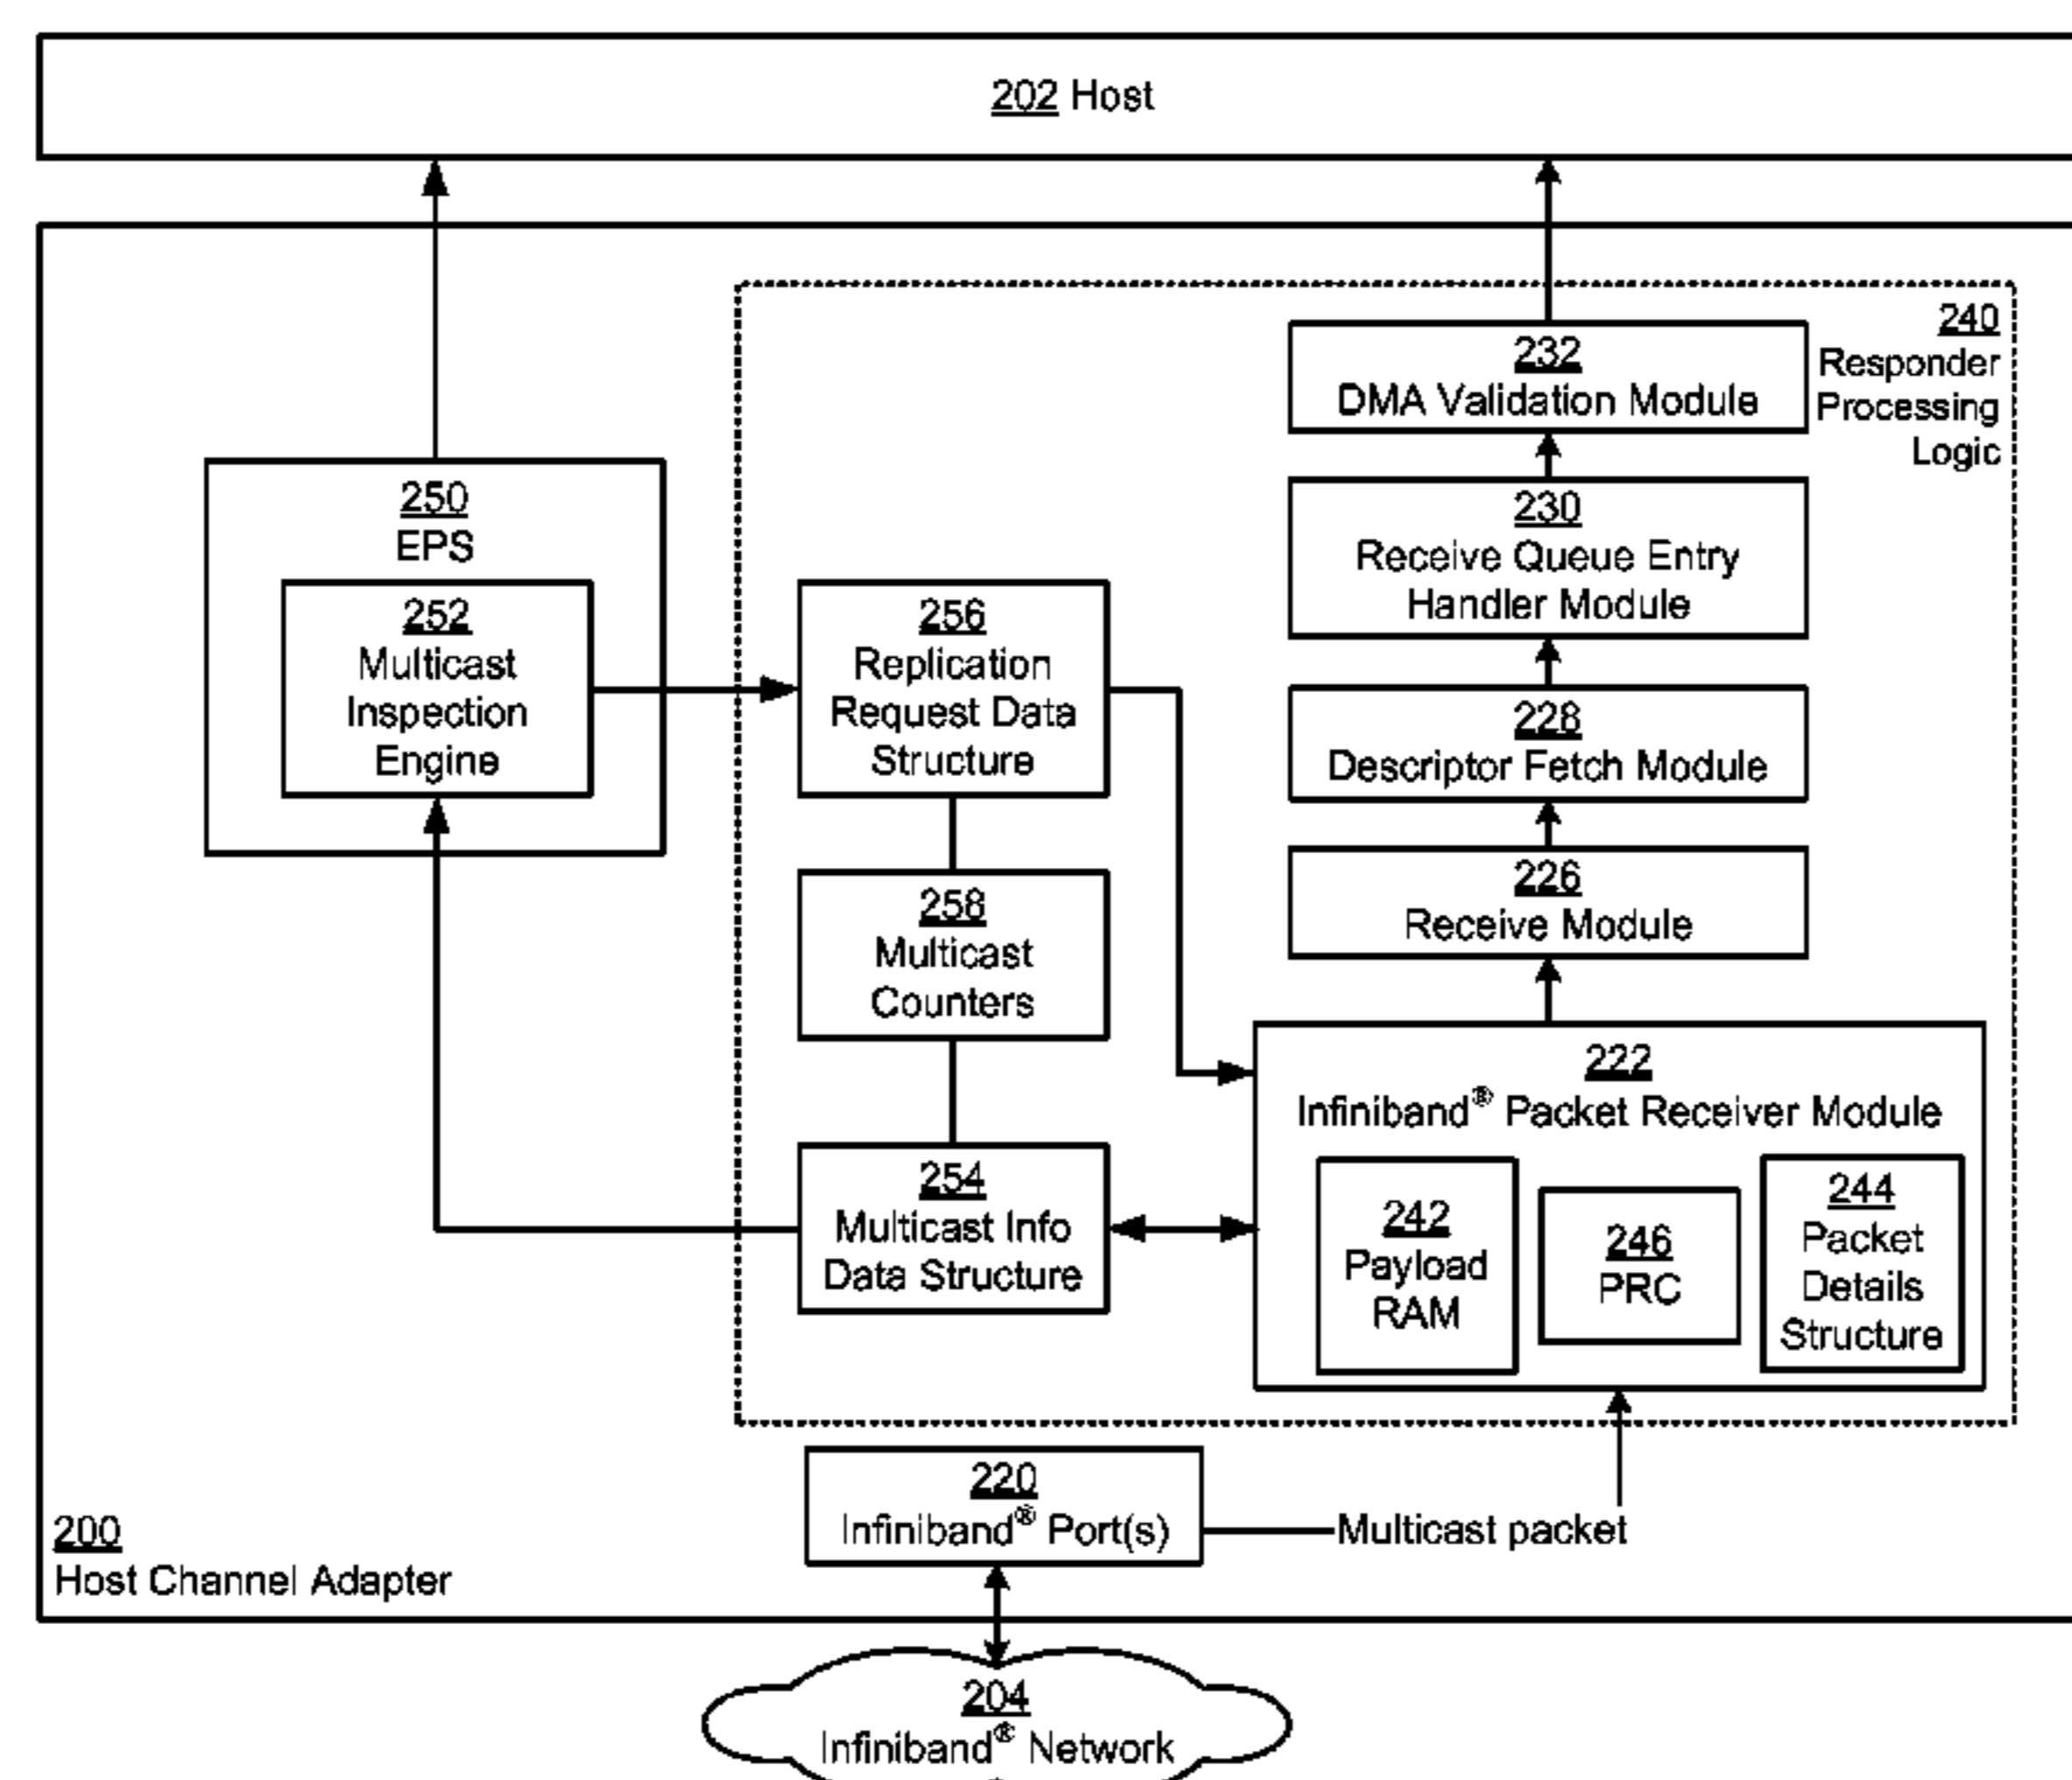 202 Host
240
Responder
Processing
Logic
232
DMA Validation Module
230
Receive Queue Entry
Handler Module
228
Descriptor Fetch Module
226
Receive Module
250
EPS
252
Multicast
Inspection
Engine
256
Replication
Request Data
Structure
258
Multicast
Counters
254
Multicast Info
Data Structure
222
Infiniband® Packet Receiver Module
242
Payload
RAM
246
PRC
244
Packet
Details
Structure
220
Infiniband® Port(s)
Multicast packet
200
Host Channel Adapter
204
Infiniband® Network